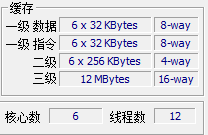 缓存
一级 数据 6 x 32 KBytes 8-way
一级 指令 6 x 32 KBytes 8-way
二级 6 x 256 KBytes 4-way
三级 12 MBytes 16-way
核心数 6 线程数 12